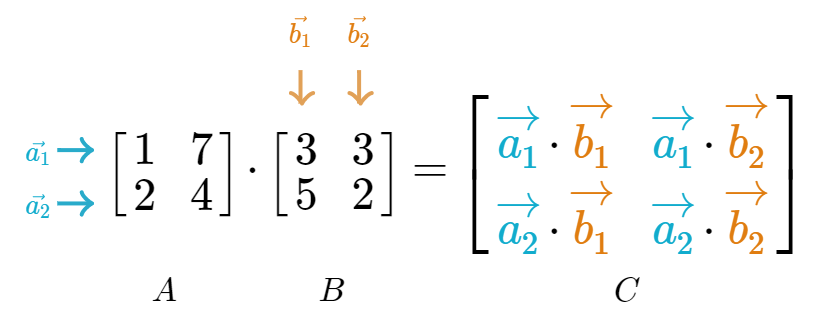 b⃗₁ b⃗₂
↓ ↓
a⃗₁ → [1 7] · [3 3] = [a⃗₁ · b⃗₁ a⃗₁ · b⃗₂]
a⃗₂ → [2 4] [5 2] [a⃗₂ · b⃗₁ a⃗₂ · b⃗₂]
A B C